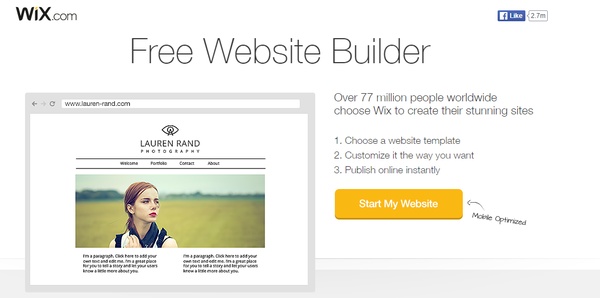 WiX.com
Like 2.7m
Free Website Builder
www.lauren-rand.com
LAUREN RAND
PHOTOGRAPHY
Welcome Portfolio Contact About
I'm a paragraph. Click here to add your
own text and edit me. I'm a great place
for you to tell a story and let your users
know a little more about you.
I'm a paragraph. Click here to add your
own text and edit me. I'm a great place
for you to tell a story and let your users
know a little more about you.
Over 77 million people worldwide
choose Wix to create their stunning sites
1. Choose a website template
2. Customize it the way you want
3. Publish online instantly
Start My Website
Mobile Optimized